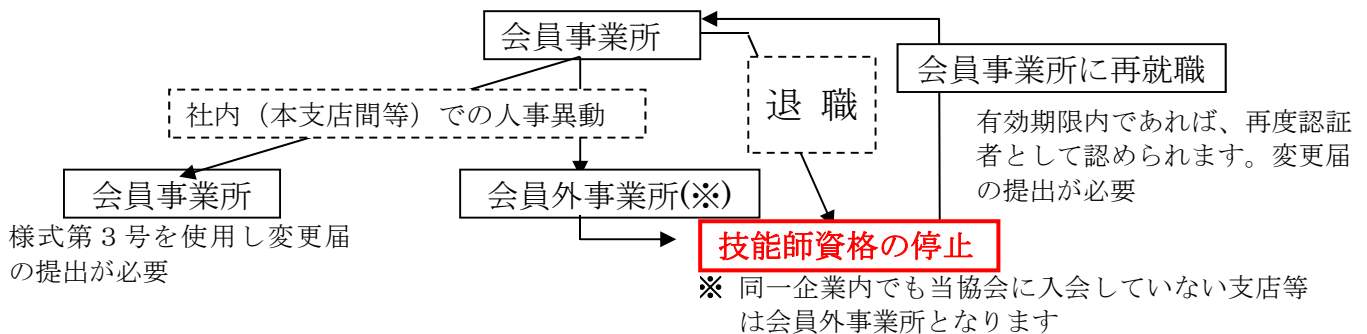 会員事業所
会員事業所に再就職
退 職
社内（本支店間等）での人事異動
有効期限内であれば、再度認証
者として認められます。変更届
の提出が必要
会員事業所
会員外事業所(※)
様式第３号を使用し変更届
の提出が必要
技能師資格の停止
※ 同一企業内でも当協会に入会していない支店等
は会員外事業所となります